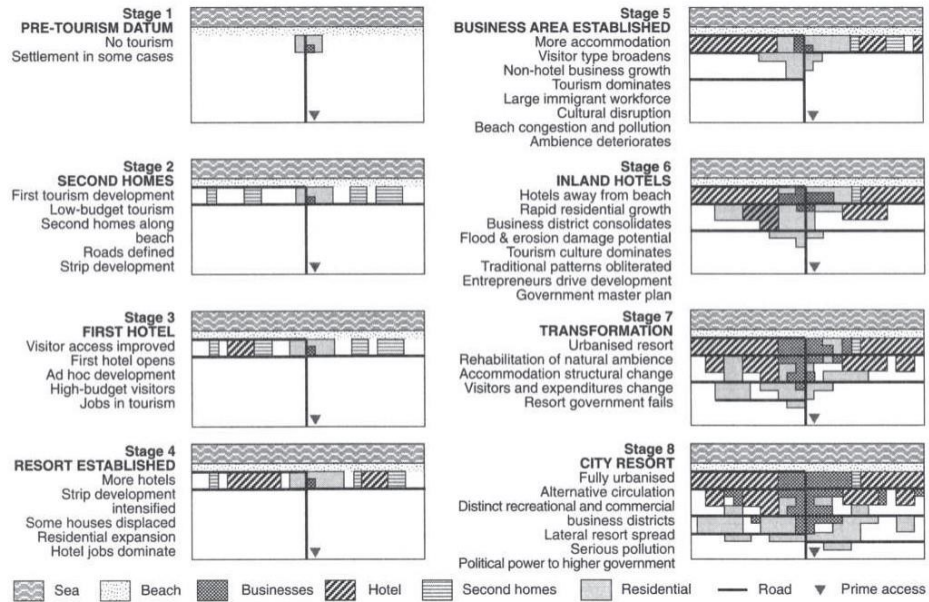 Stage 1
PRE-TOURISM DATUM
No tourism
Settlement in some cases
Stage 2
SECOND HOMES
First tourism development
Low-budget tourism
Second homes along
beach
Roads defined
Strip development
Stage 3
FIRST HOTEL
Visitor access improved
First hotel opens
Ad hoc development
High-budget visitors
Jobs in tourism
Stage 4
RESORT ESTABLISHED
More hotels
Strip development
intensified
Some houses displaced
Residential expansion
Hotel jobs dominate
Stage 5
BUSINESS AREA ESTABLISHED
More accommodation
Visitor type broadens
Non-hotel business growth
Tourism dominates
Large immigrant workforce
Cultural disruption
Beach congestion and pollution
Ambience deteriorates
Stage 6
INLAND HOTELS
Hotels away from beach
Rapid residential growth
Business district consolidates
Flood & erosion damage potential
Tourism culture dominates
Traditional patterns obliterated
Entrepreneurs drive development
Government master plan
Stage 7
TRANSFORMATION
Urbanised resort
Rehabilitation of natural ambience
Accommodation structural change
Visitors and expenditures change
Resort government fails
Stage 8
CITY RESORT
Fully urbanised
Alternative circulation
Distinct recreational and commercial
business districts
Lateral resort spread
Serious pollution
Political power to higher government
Sea Beach Businesses Hotel Second homes Residential Road Prime access